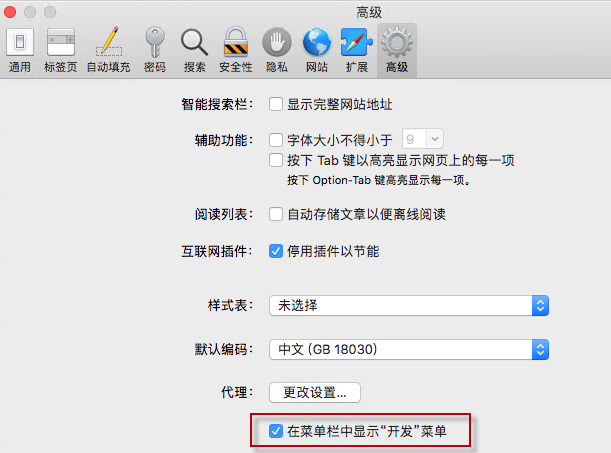 高级
通用 标签页 自动填充 密码 搜索 安全性 隐私 网站 扩展 高级
智能搜索栏： 显示完整网站地址
辅助功能： 字体大小不得小于 9
按下 Tab 键以高亮显示网页上的每一项
按下 Option-Tab 键高亮显示每一项。
阅读列表： 自动存储文章以便离线阅读
互联网插件： 停用插件以节能
样式表： 未选择
默认编码： 中文 (GB 18030)
代理： 更改设置...
在菜单栏中显示“开发”菜单